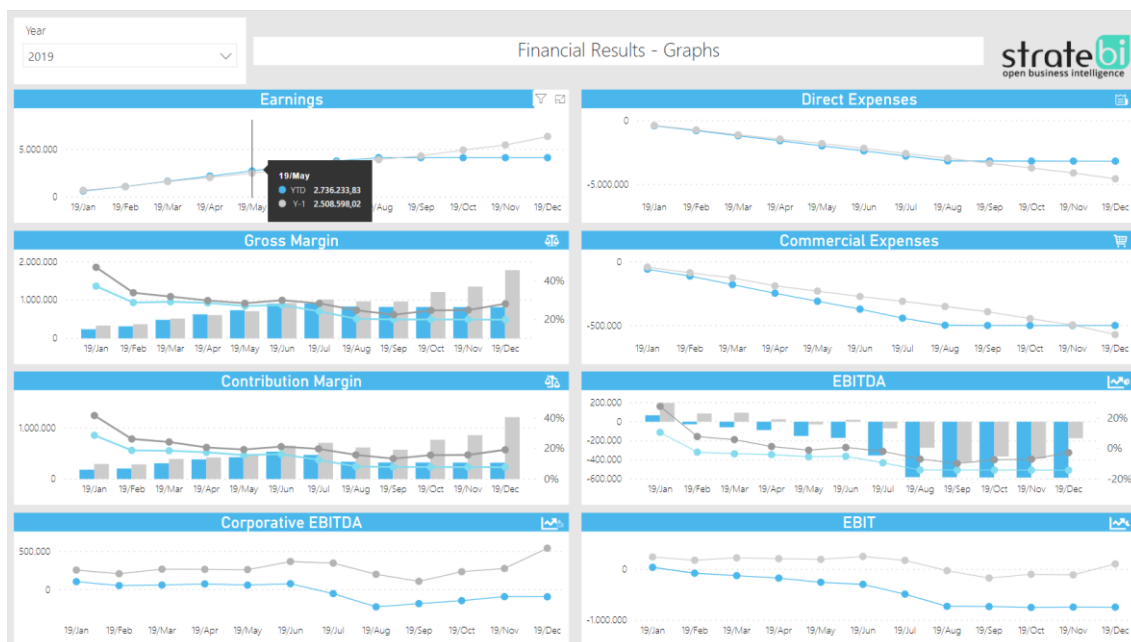 Year
2019
Financial Results - Graphs
stratebi
open business intelligence
Earnings
5.000.000
0
19/May
YTD 2.736.233,83
Y-1 2.508.598,02
19/Jan 19/Feb 19/Mar 19/Apr 19/May 19/Aug 19/Sep 19/Oct 19/Nov 19/Dec
Direct Expenses
0
-5.000.000
19/Jan 19/Feb 19/Mar 19/Apr 19/May 19/Jun 19/Jul 19/Aug 19/Sep 19/Oct 19/Nov 19/Dec
Gross Margin
2.000.000
40%
1.000.000
20%
0
19/Jan 19/Feb 19/Mar 19/Apr 19/May 19/Jun 19/Jul 19/Aug 19/Sep 19/Oct 19/Nov 19/Dec
Commercial Expenses
0
-500.000
19/Jan 19/Feb 19/Mar 19/Apr 19/May 19/Jun 19/Jul 19/Aug 19/Sep 19/Oct 19/Nov 19/Dec
Contribution Margin
40%
1.000.000
20%
0
0%
19/Jan 19/Feb 19/Mar 19/Apr 19/May 19/Jun 19/Jul 19/Aug 19/Sep 19/Oct 19/Nov 19/Dec
EBITDA
200.000
20%
0
-200.000
0%
-400.000
-600.000
-20%
19/Jan 19/Feb 19/Mar 19/Apr 19/May 19/Jun 19/Jul 19/Aug 19/Sep 19/Oct 19/Nov 19/Dec
Corporative EBITDA
500.000
0
19/Jan 19/Feb 19/Mar 19/Apr 19/May 19/Jun 19/Jul 19/Aug 19/Sep 19/Oct 19/Nov 19/Dec
EBIT
0
-1.000.000
19/Jan 19/Feb 19/Mar 19/Apr 19/May 19/Jun 19/Jul 19/Aug 19/Sep 19/Oct 19/Nov 19/Dec